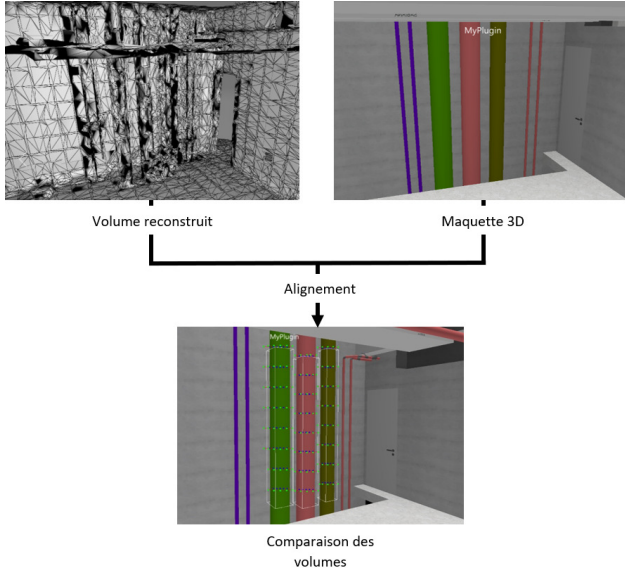 MyPlugin
Volume reconstruit
Maquette 3D
Alignement
MyPlugin
Comparaison des
volumes